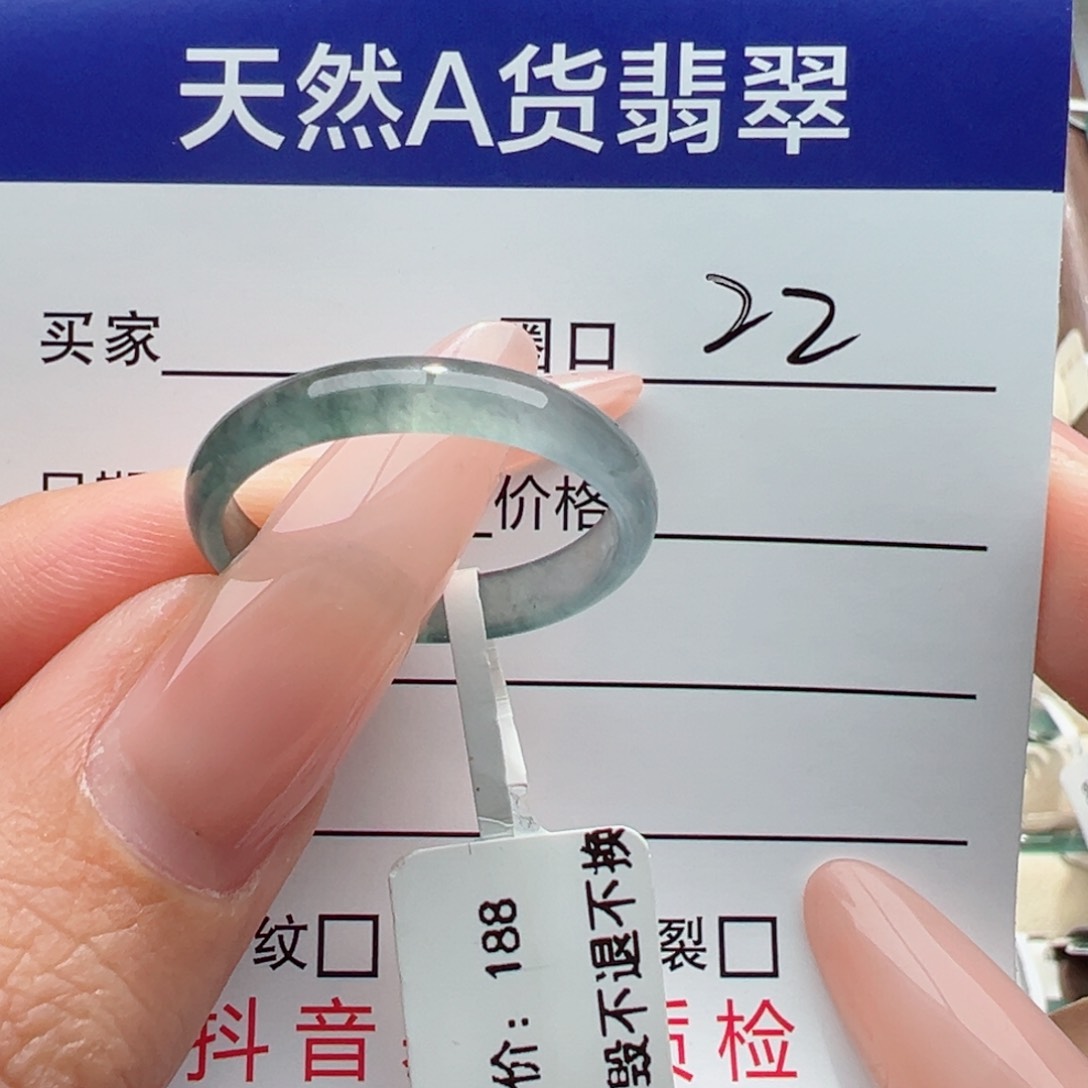 天然A货翡翠
买家 圈口 22
价格
纹 裂
抖音 质检
价：188
毁不退不换